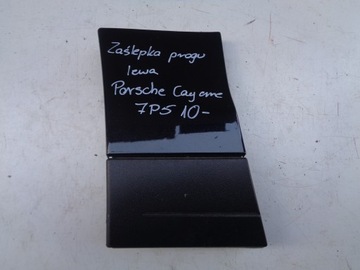 Zaślepka progu
lewa
Porsche Cayenne
7P5 10-